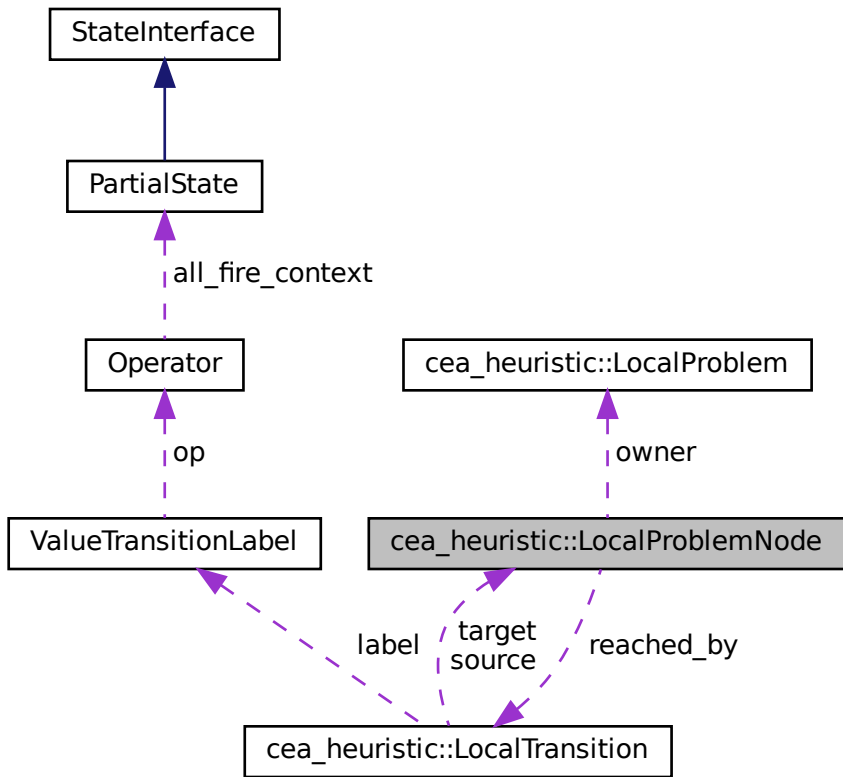 StateInterface
PartialState
all_fire_context
Operator
cea_heuristic::LocalProblem
op
owner
ValueTransitionLabel
cea_heuristic::LocalProblemNode
label
target
source
reached_by
cea_heuristic::LocalTransition